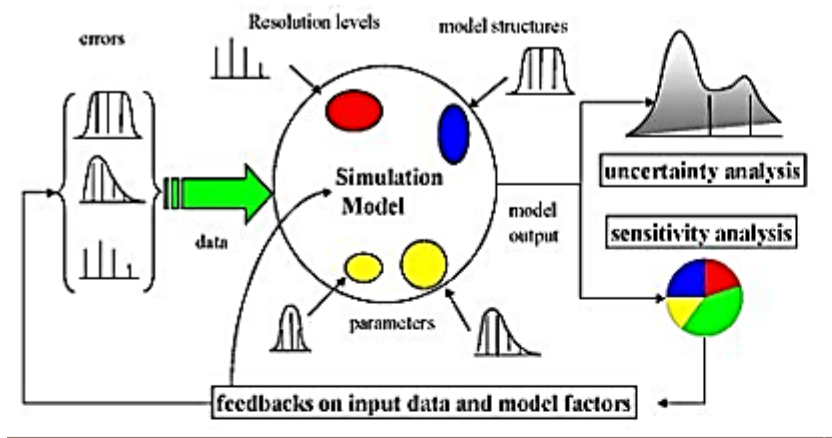 errors
Resolution levels
model structures
Simulation
Model
data
parameters
model
output
uncertainty analysis
sensitivity analysis
feedbacks on input data and model factors